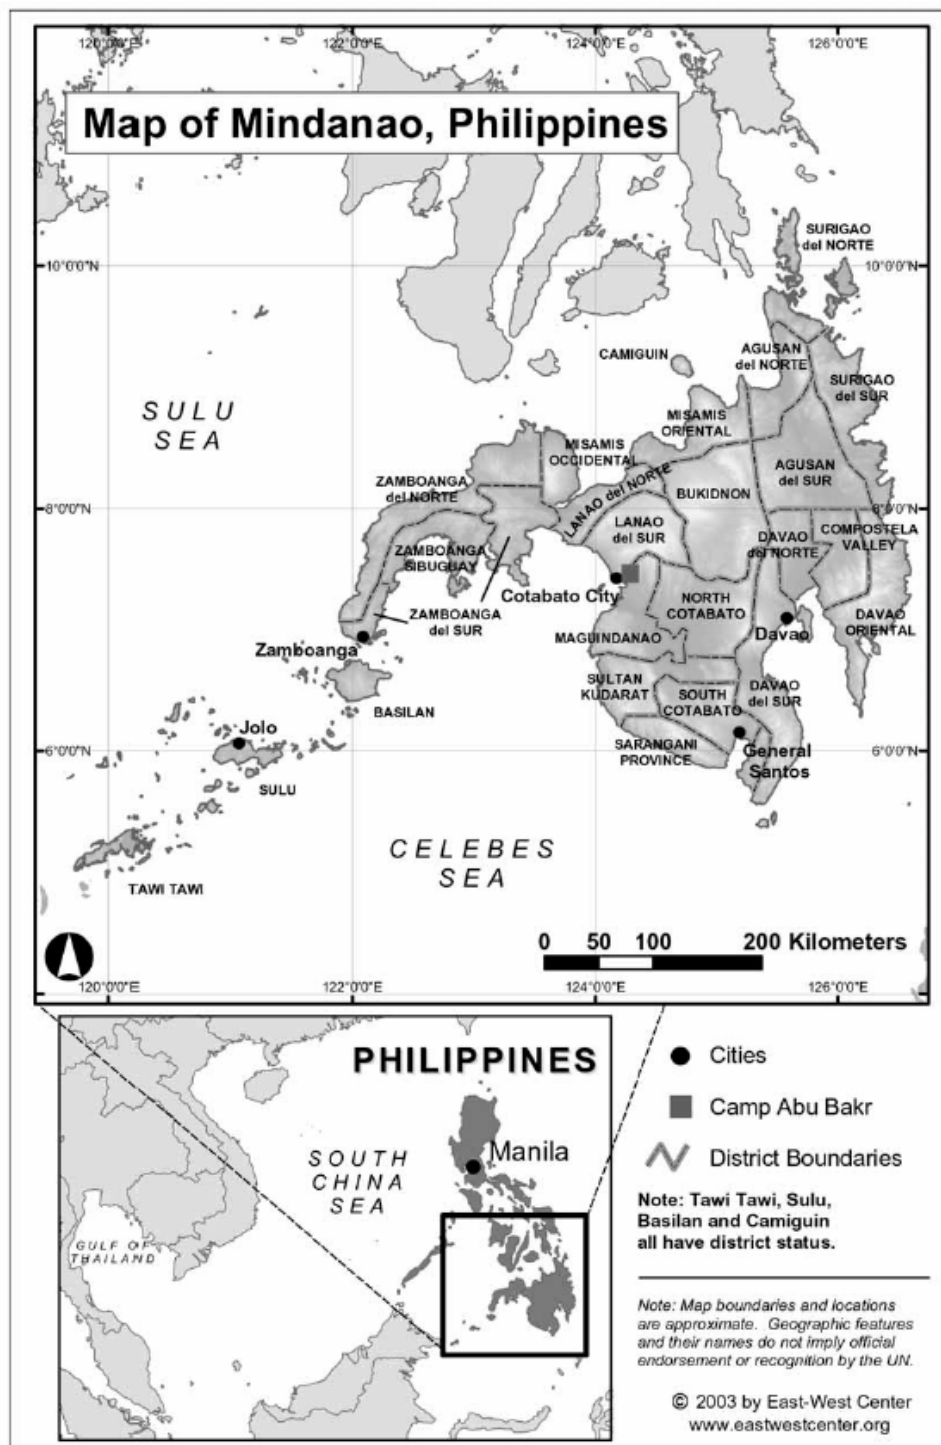 120°0'0"E
122°0'0"E
124°0'0"E
126°0'0"E
Map of Mindanao, Philippines
SURIGAO
del NORTE
10°0'0"N
10°0'0"N
CAMIGUIN
AGUSAN
del NORTE
SURIGAO
del SUR
SULU
SEA
MISAMIS
ORIENTAL
MISAMIS
OCCIDENTAL
AGUSAN
del SUR
ZAMBOANGA
del NORTE
LANAO del NORTE
BUKIDNON
8°0'0"N
8°0'0"N
LANAO
del SUR
DAVAO
del NORTE
COMPOSTELA
VALLEY
ZAMBOANGA
SIBUGUAY
Cotabato City
NORTH
COTABATO
ZAMBOANGA
del SUR
DAVAO
ORIENTAL
Zamboanga
MAGUINDANAO
Davao
SULTAN
KUDARAT
SOUTH
COTABATO
DAVAO
del SUR
BASILAN
Jolo
6°0'0"N
6°0'0"N
SARANGANI
PROVINCE
General
Santos
SULU
CELEBES
SEA
TAWI TAWI
0 50 100 200 Kilometers
120°0'0"E
122°0'0"E
124°0'0"E
126°0'0"E
PHILIPPINES
Manila
SOUTH
CHINA
SEA
GULF OF
THAILAND
Cities
Camp Abu Bakr
District Boundaries
Note: Tawi Tawi, Sulu,
Basilan and Camiguin
all have district status.
Note: Map boundaries and locations
are approximate. Geographic features
and their names do not imply official
endorsement or recognition by the UN.
© 2003 by East-West Center
www.eastwestcenter.org